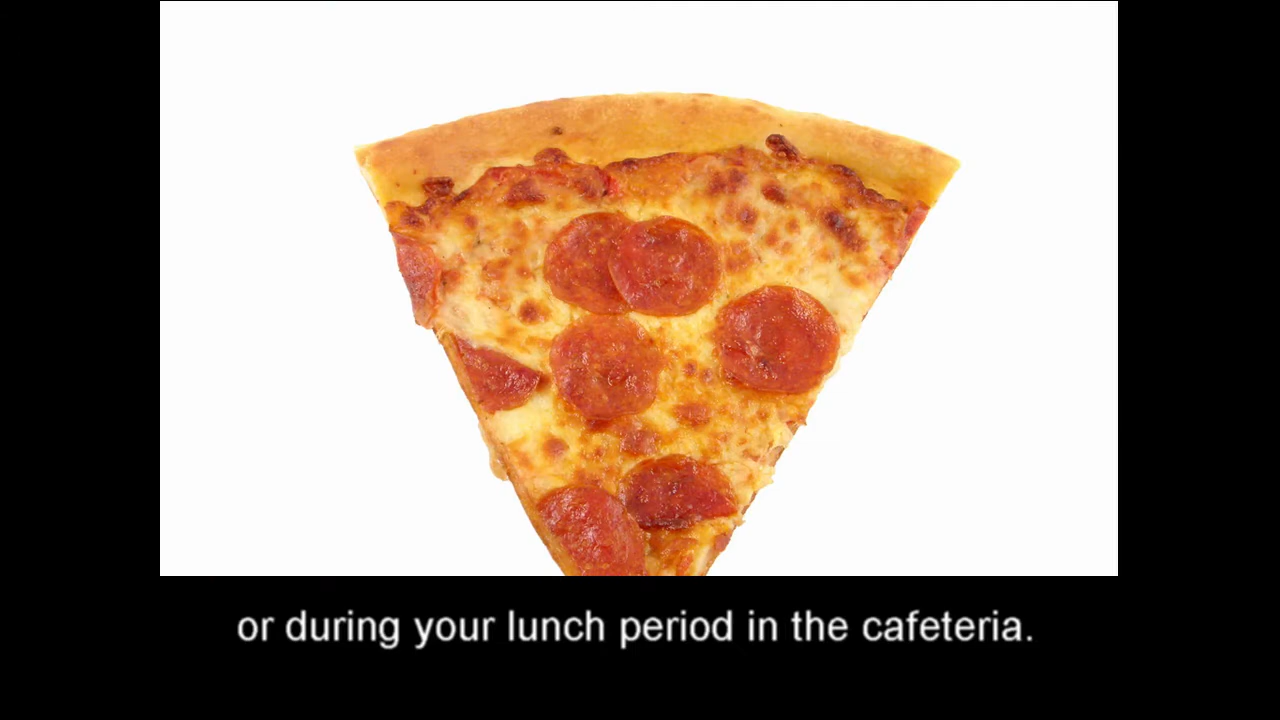 or during your lunch period in the cafeteria.